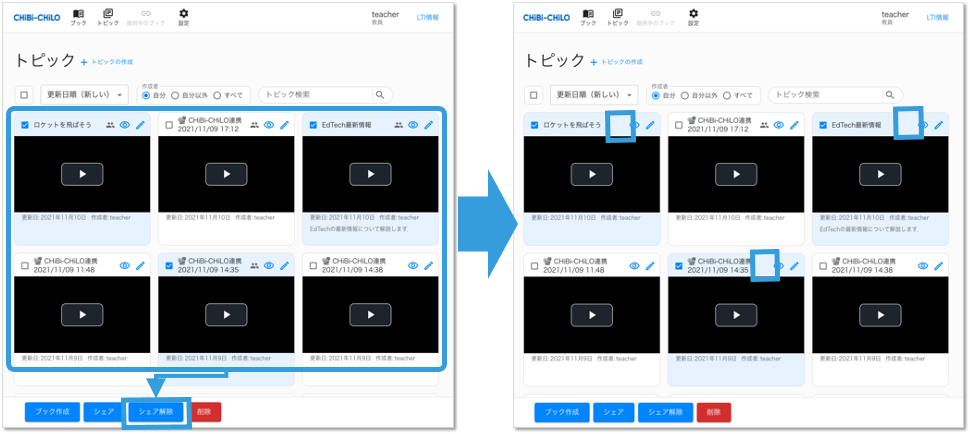 CHiBi-CHiLO
ブック
トピック
提供中のブック
設定
teacher
教員
LTI情報
トピック
+ トピックの作成
更新日順（新しい）
作成者
自分
自分以外
すべて
トピック検索
ロケットを飛ばそう
CHiBi-CHiLO連携
2021/11/09 17:12
EdTech最新情報
更新日: 2021年11月10日 作成者:teacher
更新日: 2021年11月10日 作成者:teacher
更新日: 2021年11月10日 作成者:teacher
EdTechの最新情報について解説します.
CHiBi-CHiLO連携
2021/11/09 11:48
CHiBi-CHiLO連携
2021/11/09 14:35
CHiBi-CHiLO連携
2021/11/09 14:38
更新日: 2021年11月9日 作成者:teacher
更新日: 2021年11月9日 作成者:teacher
更新日: 2021年11月9日 作成者:teacher
ブック作成
シェア
シェア解除
削除
CHiBi-CHiLO
ブック
トピック
提供中のブック
設定
teacher
教員
LTI情報
トピック
+ トピックの作成
更新日順（新しい）
作成者
自分
自分以外
すべて
トピック検索
ロケットを飛ばそう
CHiBi-CHiLO連携
2021/11/09 17:12
EdTech最新情報
更新日: 2021年11月10日 作成者:teacher
更新日: 2021年11月10日 作成者:teacher
更新日: 2021年11月10日 作成者:teacher
EdTechの最新情報について解説します.
CHiBi-CHiLO連携
2021/11/09 11:48
CHiBi-CHiLO連携
2021/11/09 14:35
CHiBi-CHiLO連携
2021/11/09 14:38
更新日: 2021年11月9日 作成者:teacher
更新日: 2021年11月9日 作成者:teacher
更新日: 2021年11月9日 作成者:teacher
ブック作成
シェア
シェア解除
削除